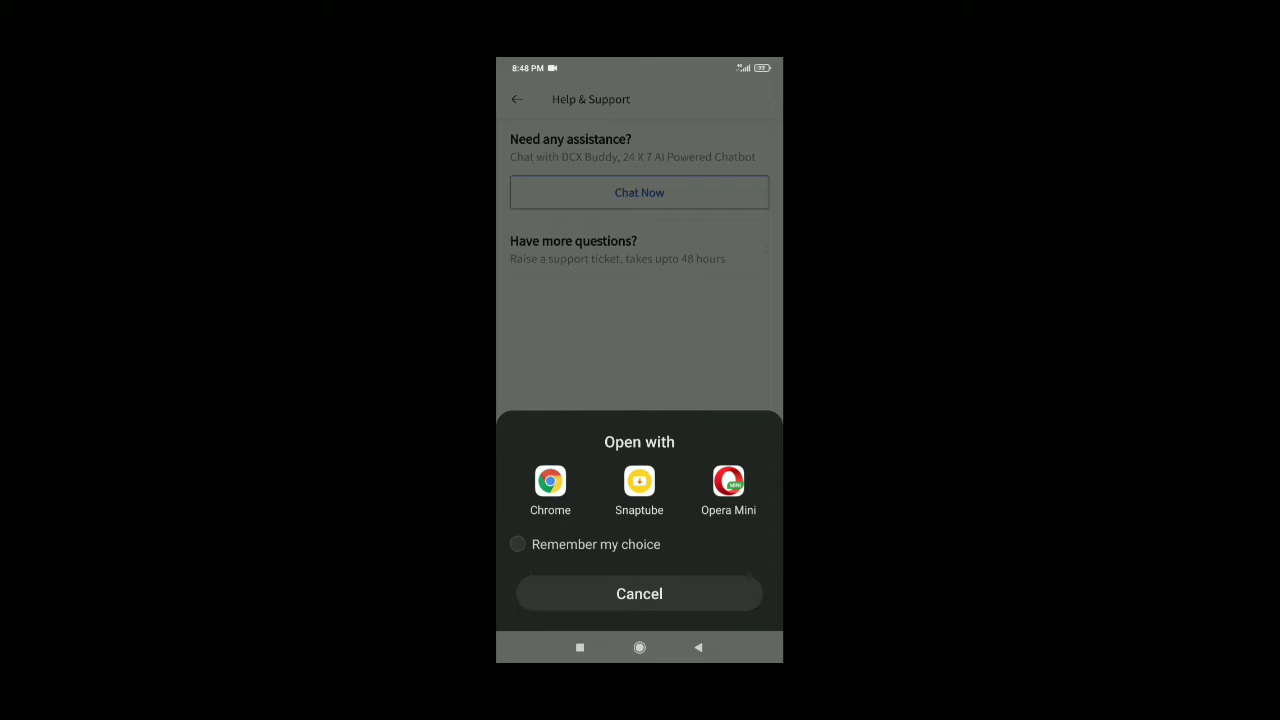 8:48 PM
Help & Support
Need any assistance?
Chat with DCX Buddy, 24 X 7 AI Powered Chatbot
Chat Now
Have more questions?
Raise a support ticket, takes upto 48 hours
Open with
Chrome
Snaptube
Opera Mini
Remember my choice
Cancel